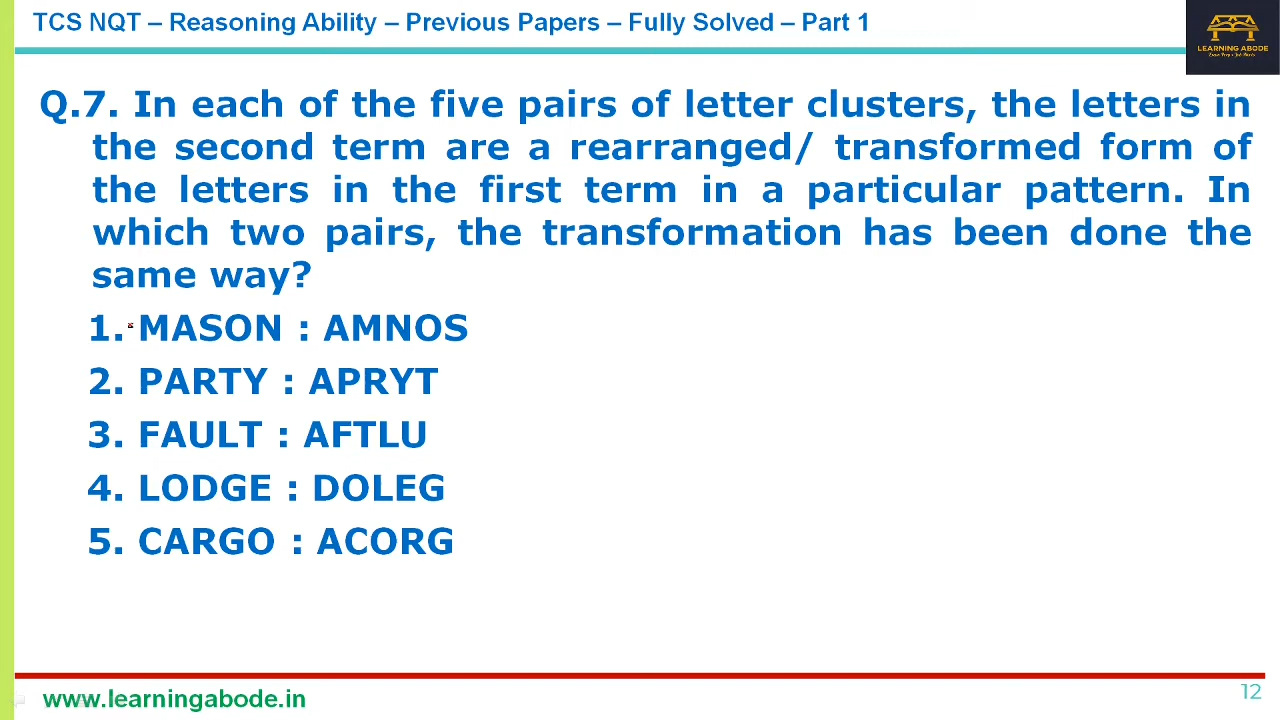 TCS NQT – Reasoning Ability – Previous Papers – Fully Solved – Part 1
LEARNING ABODE
Q.7. In each of the five pairs of letter clusters, the letters in
the second term are a rearranged/ transformed form of
the letters in the first term in a particular pattern. In
which two pairs, the transformation has been done the
same way?
1. MASON : AMNOS
2. PARTY : APRYT
3. FAULT : AFTLU
4. LODGE : DOLEG
5. CARGO : ACORG
www.learningabode.in
12